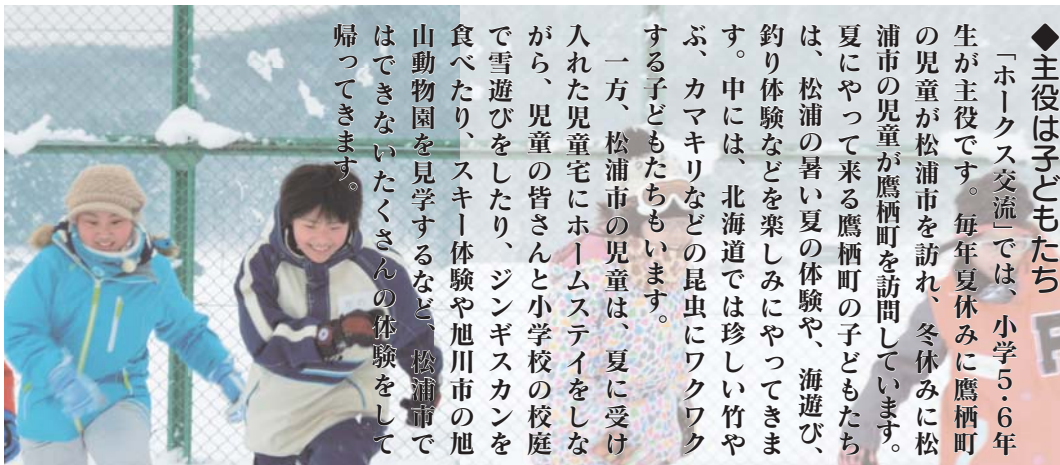 ◆主役は子どもたち
「ホークス交流」では、小学5・6年
生が主役です。毎年夏休みに鷹栖町
の児童が松浦市を訪れ、冬休みに松
浦市の児童が鷹栖町を訪問しています。
夏にやって来る鷹栖町の子どもたち
は、松浦の暑い夏の体験や、海遊び、
釣り体験などを楽しみにやってきま
す。中には、北海道では珍しい竹や
ぶ、カマキリなどの昆虫にワクワク
する子どもたちもいます。
一方、松浦市の児童は、夏に受け
入れた児童宅にホームステイをしな
がら、児童の皆さんと小学校の校庭
で雪遊びをしたり、ジンギスカンを
食べたり、スキー体験や旭川市の旭
山動物園を見学するなど、松浦市で
はできないたくさんの体験をして
帰ってきます。